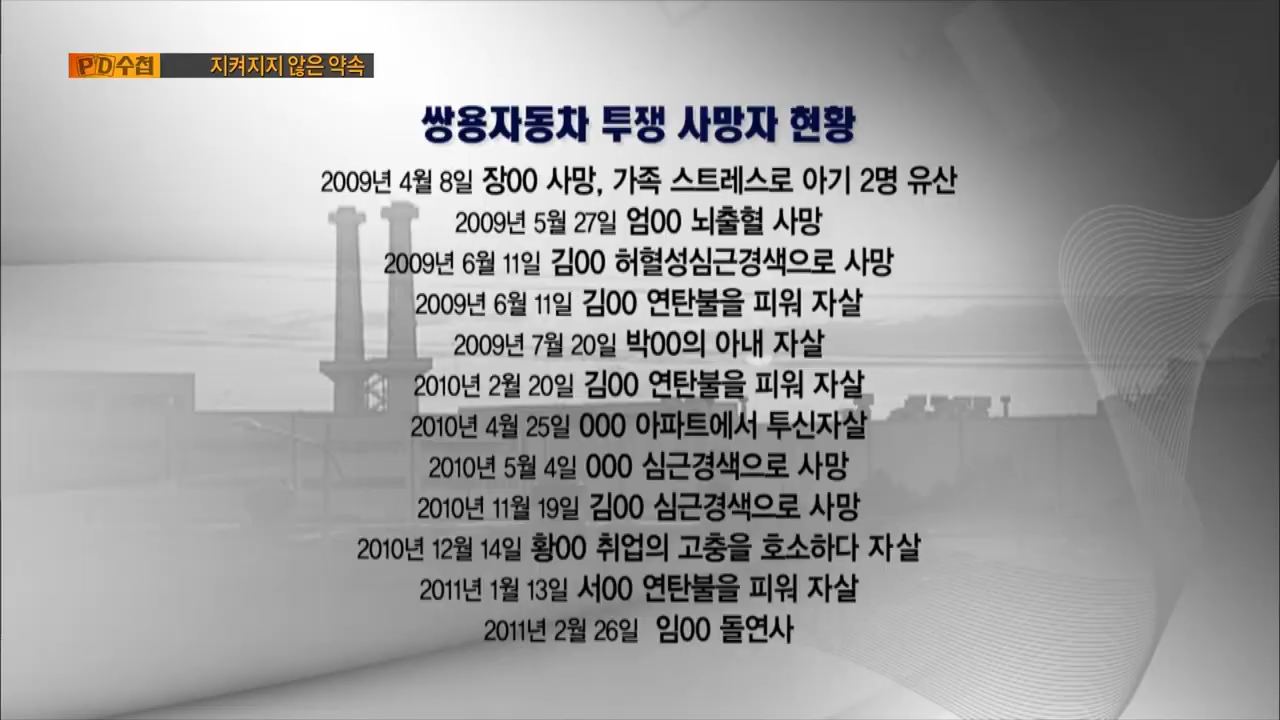 PD수첩 지켜지지 않은 약속
쌍용자동차 투쟁 사망자 현황
2009년 4월 8일 장00 사망, 가족 스트레스로 아기 2명 유산
2009년 5월 27일 엄00 뇌출혈 사망
2009년 6월 11일 김00 허혈성심근경색으로 사망
2009년 6월 11일 김00 연탄불을 피워 자살
2009년 7월 20일 박00의 아내 자살
2010년 2월 20일 김00 연탄불을 피워 자살
2010년 4월 25일 000 아파트에서 투신자살
2010년 5월 4일 000 심근경색으로 사망
2010년 11월 19일 김00 심근경색으로 사망
2010년 12월 14일 황00 취업의 고충을 호소하다 자살
2011년 1월 13일 서00 연탄불을 피워 자살
2011년 2월 26일 임00 돌연사